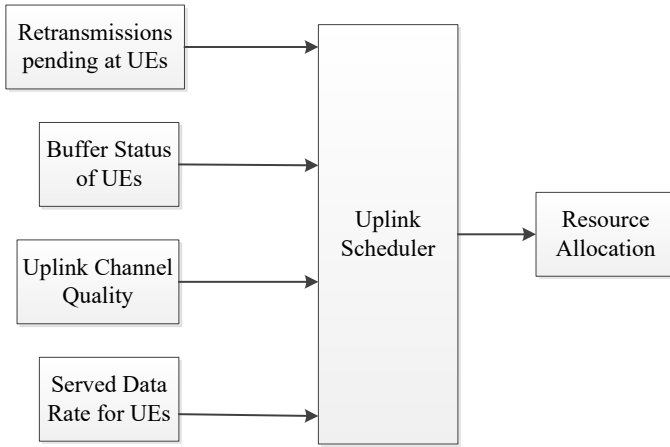 Retransmissions
pending at UEs
Buffer Status
of UEs
Uplink Channel
Quality
Served Data
Rate for UEs
Uplink
Scheduler
Resource
Allocation